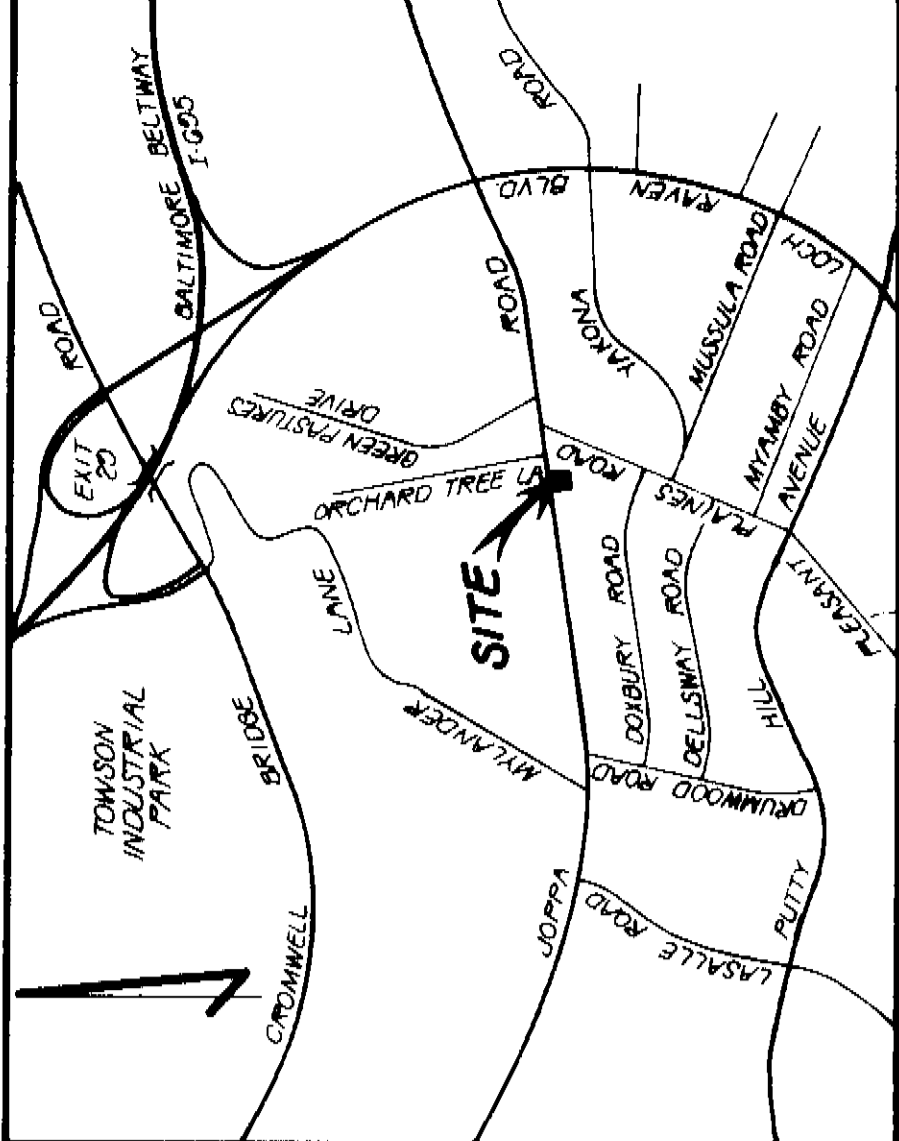 BALTIMORE BELTWAY
I-695
ROAD
EXIT
29
ROAD
BLVD.
RAVEN
LOCH
ROAD
YAKONA
MUSSULA ROAD
MYAMBY ROAD
AVENUE
GREEN PASTURES
DRIVE
ORCHARD TREE LA
ROAD
PLAINES
PLEASANT
SITE
LANE
MYLANDER
DOXBURY ROAD
DELLSWAY ROAD
HILL
DRUMWOOD ROAD
TOWSON
INDUSTRIAL
PARK
BRIDGE
CROMWELL
JOPPA
LASALLE ROAD
PUTTY